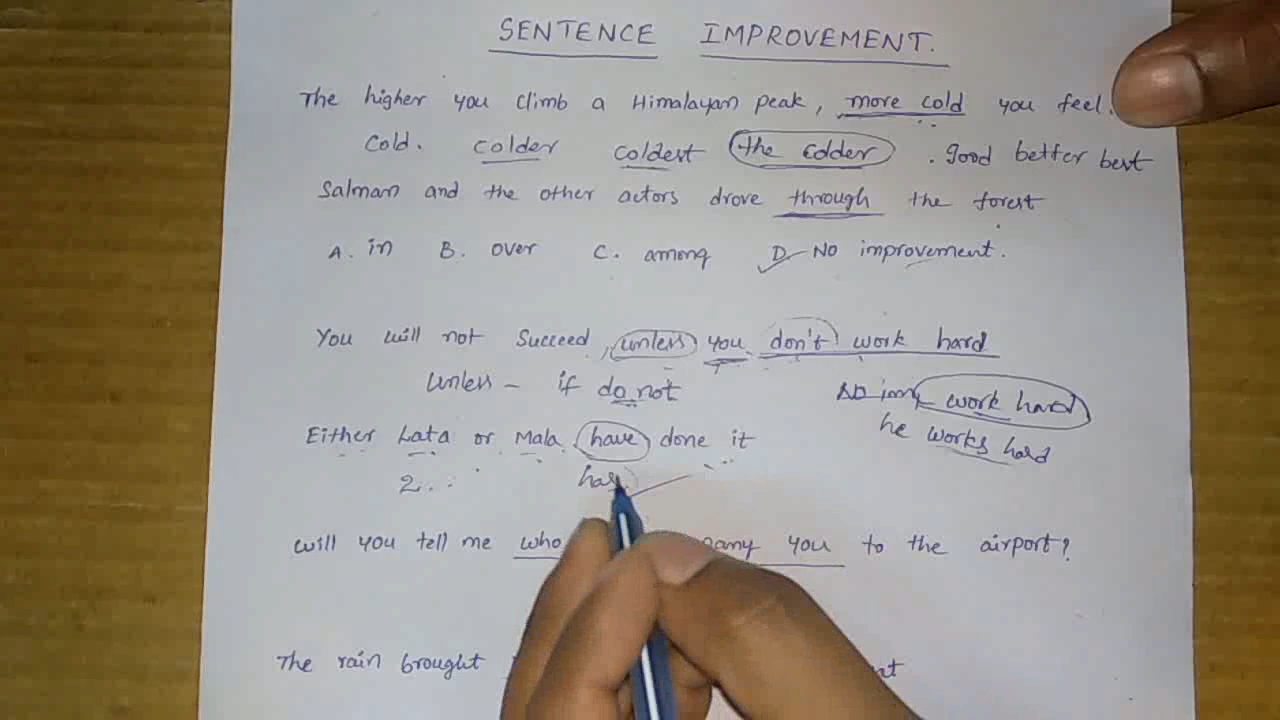 SENTENCE IMPROVEMENT.
The higher you climb a Himalayan peak, more cold you feel.
Cold. colder coldest the colder . Good better best
Salman and the other actors drove through the forest
A. in B. over C. among D. No improvement.
You will not succeed, unless you don't work hard
Unless - if do not
work hard
he works hard
Either Lata or Mala have done it
2.. has
will you tell me who you to the airport?
The rain brought